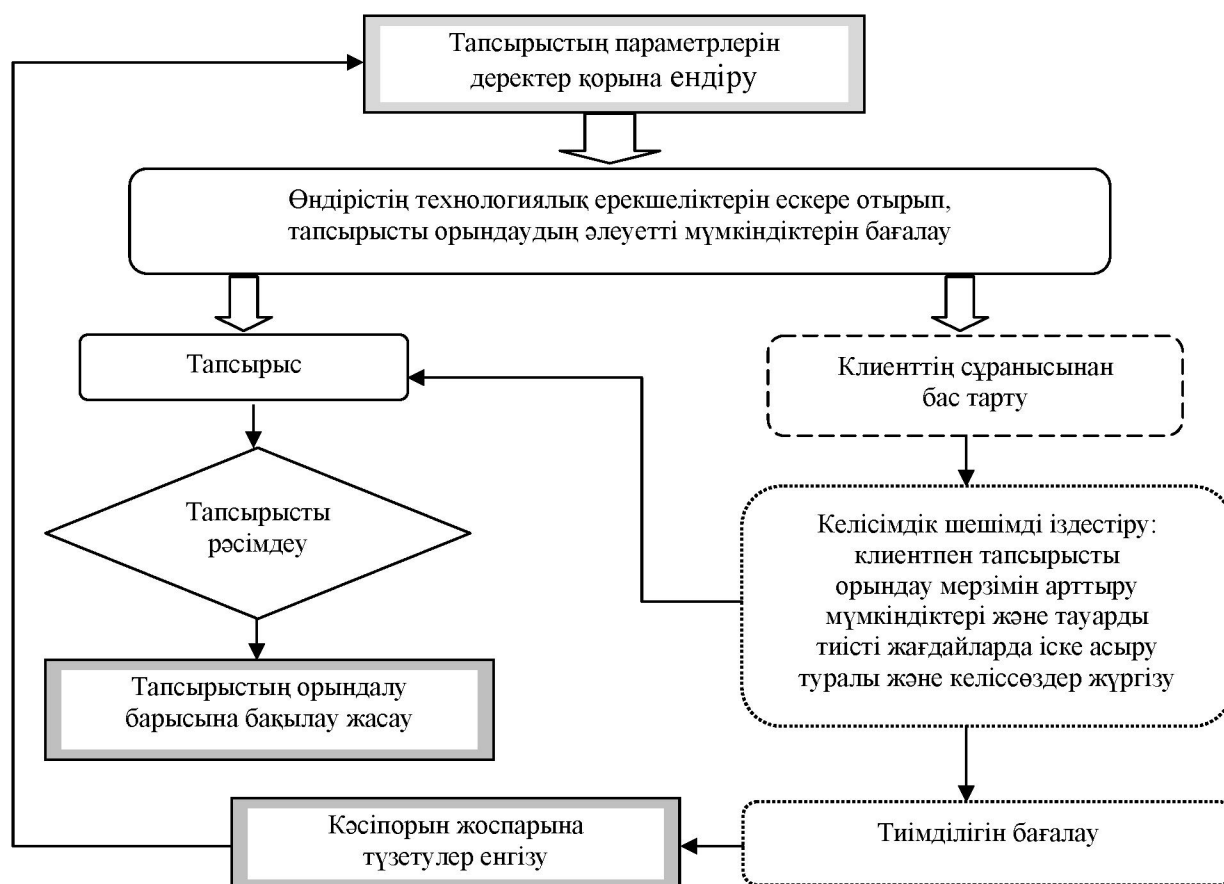 Тапсырыстың параметрлерін
деректер қорына ендіру
Өндірістің технологиялық ерекшеліктерін ескере отырып,
тапсырысты орындаудың әлеуетті мүмкіндіктерін бағалау
Тапсырыс
Клиенттің сұранысынан
бас тарту
Тапсырысты
рәсімдеу
Келісімдік шешімді іздестіру:
клиентпен тапсырысты
орындау мерзімін арттыру
мүмкіндіктері және тауарды
тиісті жағдайларда іске асыру
туралы және келіссөздер жүргізу
Тапсырыстың орындалу
барысына бақылау жасау
Кәсіпорын жоспарына
түзетулер енгізу
Тиімділігін бағалау